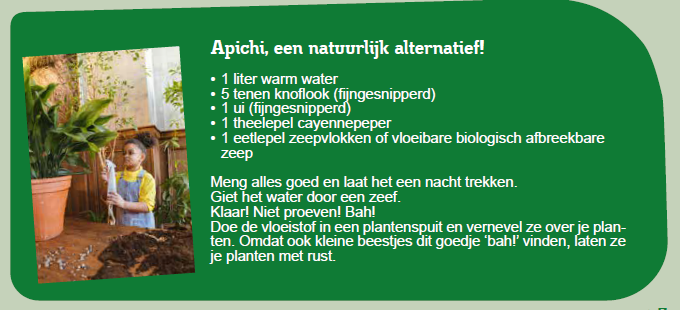 Apichi, een natuurlijk alternatief!
• 1 liter warm water
• 5 tenen knoflook (fijngesnipperd)
• 1 ui (fijngesnipperd)
• 1 theelepel cayennepeper
• 1 eetlepel zeepvlokken of vloeibare biologisch afbreekbare
zeep
Meng alles goed en laat het een nacht trekken.
Giet het water door een zeef.
Klaar! Niet proeven! Bah!
Doe de vloeistof in een plantenspuit en vernevel ze over je plan-
ten. Omdat ook kleine beestjes dit goedje ‘bah!’ vinden, laten ze
je planten met rust.